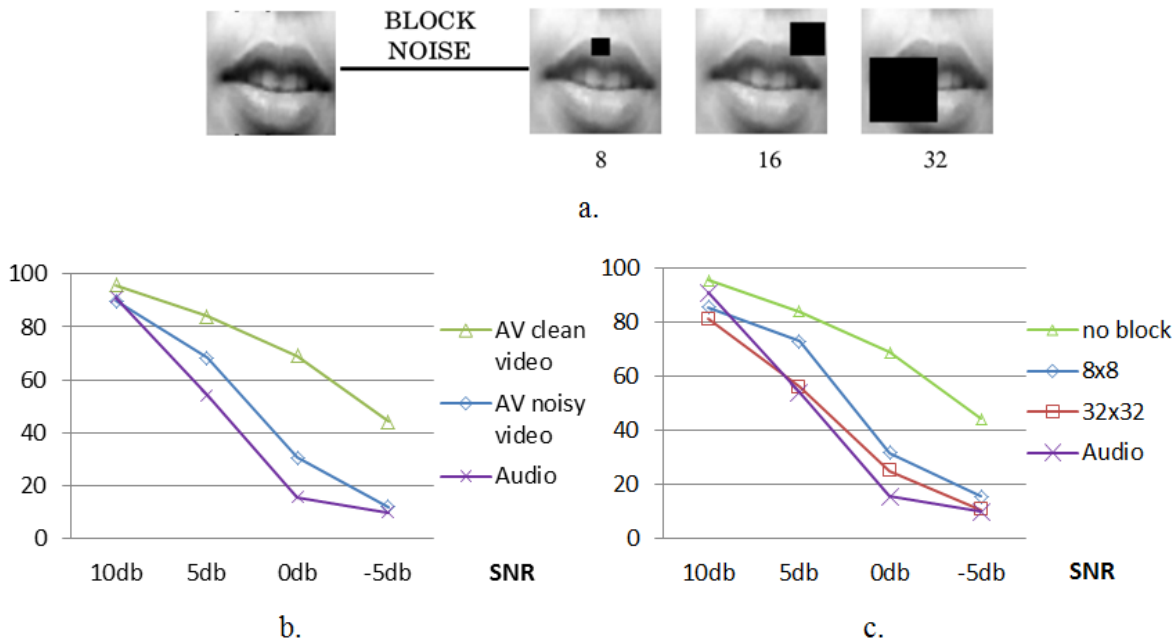 BLOCK
NOISE
8
16
32
a.
100
80
60
40
20
0
10db
5db
0db
-5db
SNR
AV clean
video
AV noisy
video
Audio
b.
100
80
60
40
20
0
10db
5db
0db
-5db
SNR
no block
8x8
32x32
Audio
c.